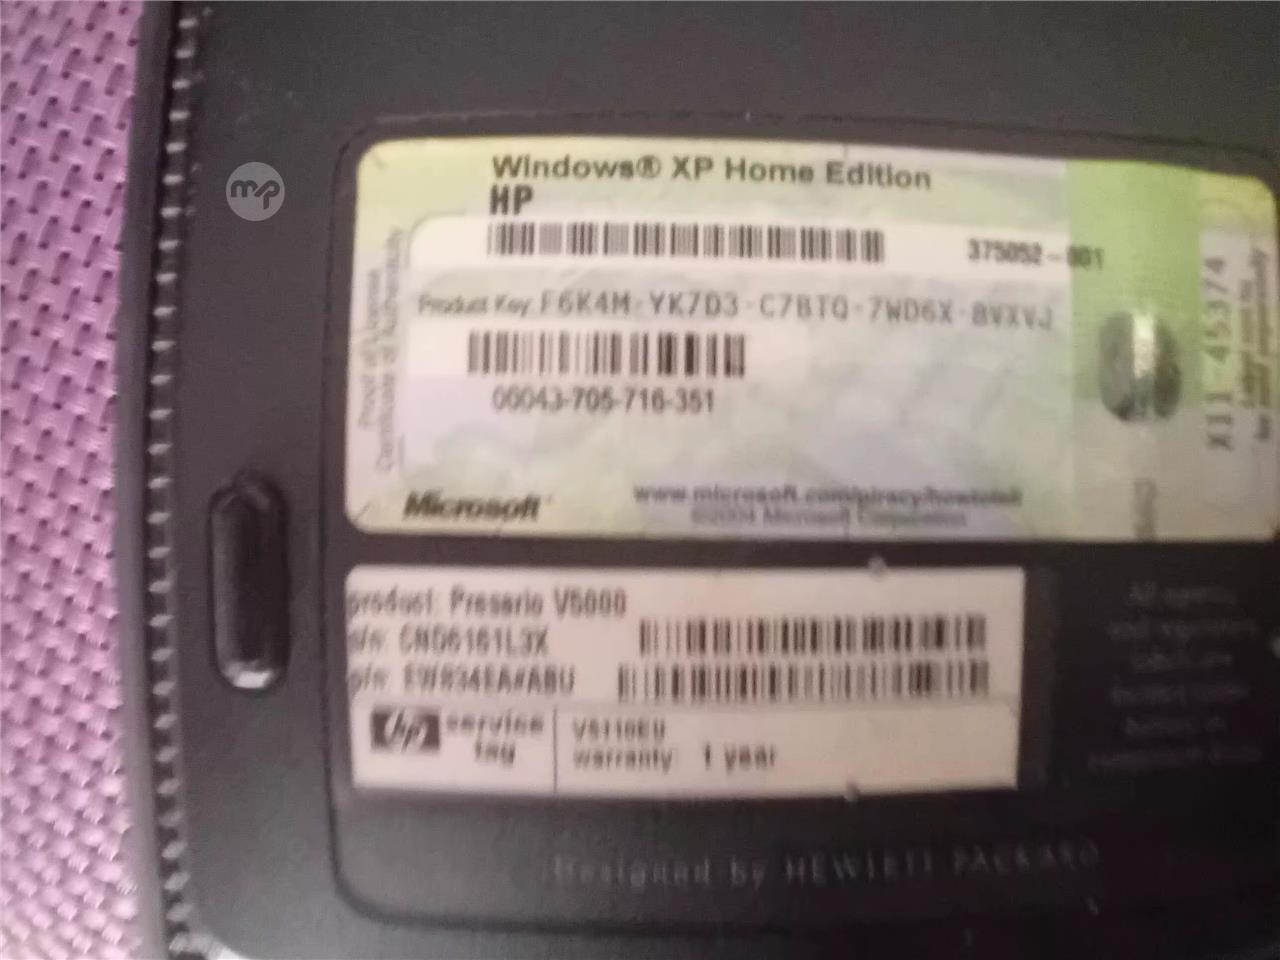 mp
Windows® XP Home Edition
HP
375052-001
Product Key: F6K4M-YK7D3-C7BTQ-7WD6X-8VXVJ
00043-705-716-351
Proof of License
Certificate of Authenticity
X11 45374
Microsoft
www.microsoft.com/piracy/howtotell
©2004 Microsoft Corporation
product: Presario V5000
s/n: CND6161L3X
p/n: EW834EA#ABU
hp service tag
warranty: 1 year
Designed by HEWLETT PACKARD